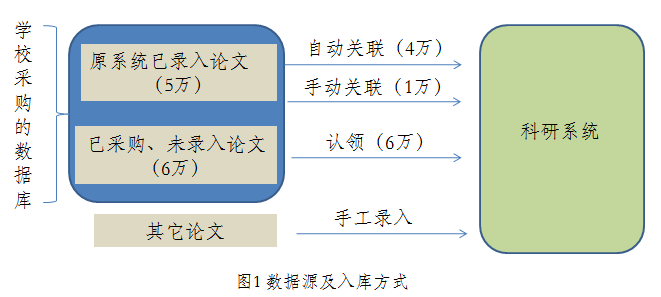 学校采购的数据库
原系统已录入论文
（5万）
已采购、未录入论文
（6万）
其它论文
自动关联（4万）
手动关联（1万）
认领（6万）
手工录入
科研系统
图1 数据源及入库方式